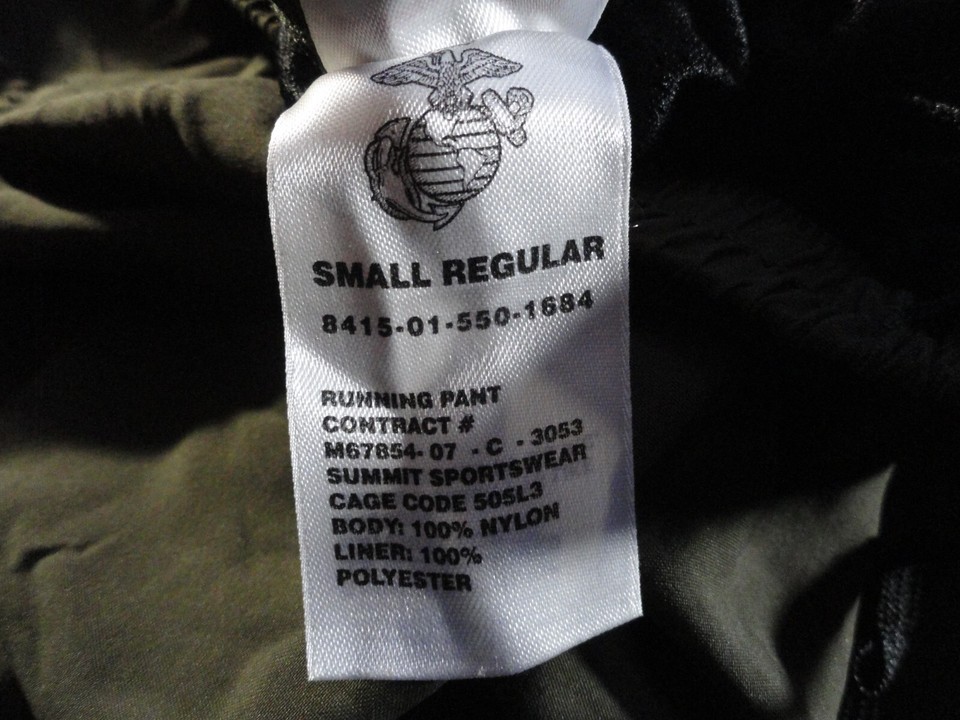 SMALL REGULAR
8415-01-550-1684
RUNNING PANT
CONTRACT #
M67854- 07 - C - 3053
SUMMIT SPORTSWEAR
CAGE CODE 505L3
BODY: 100% NYLON
LINER: 100%
POLYESTER